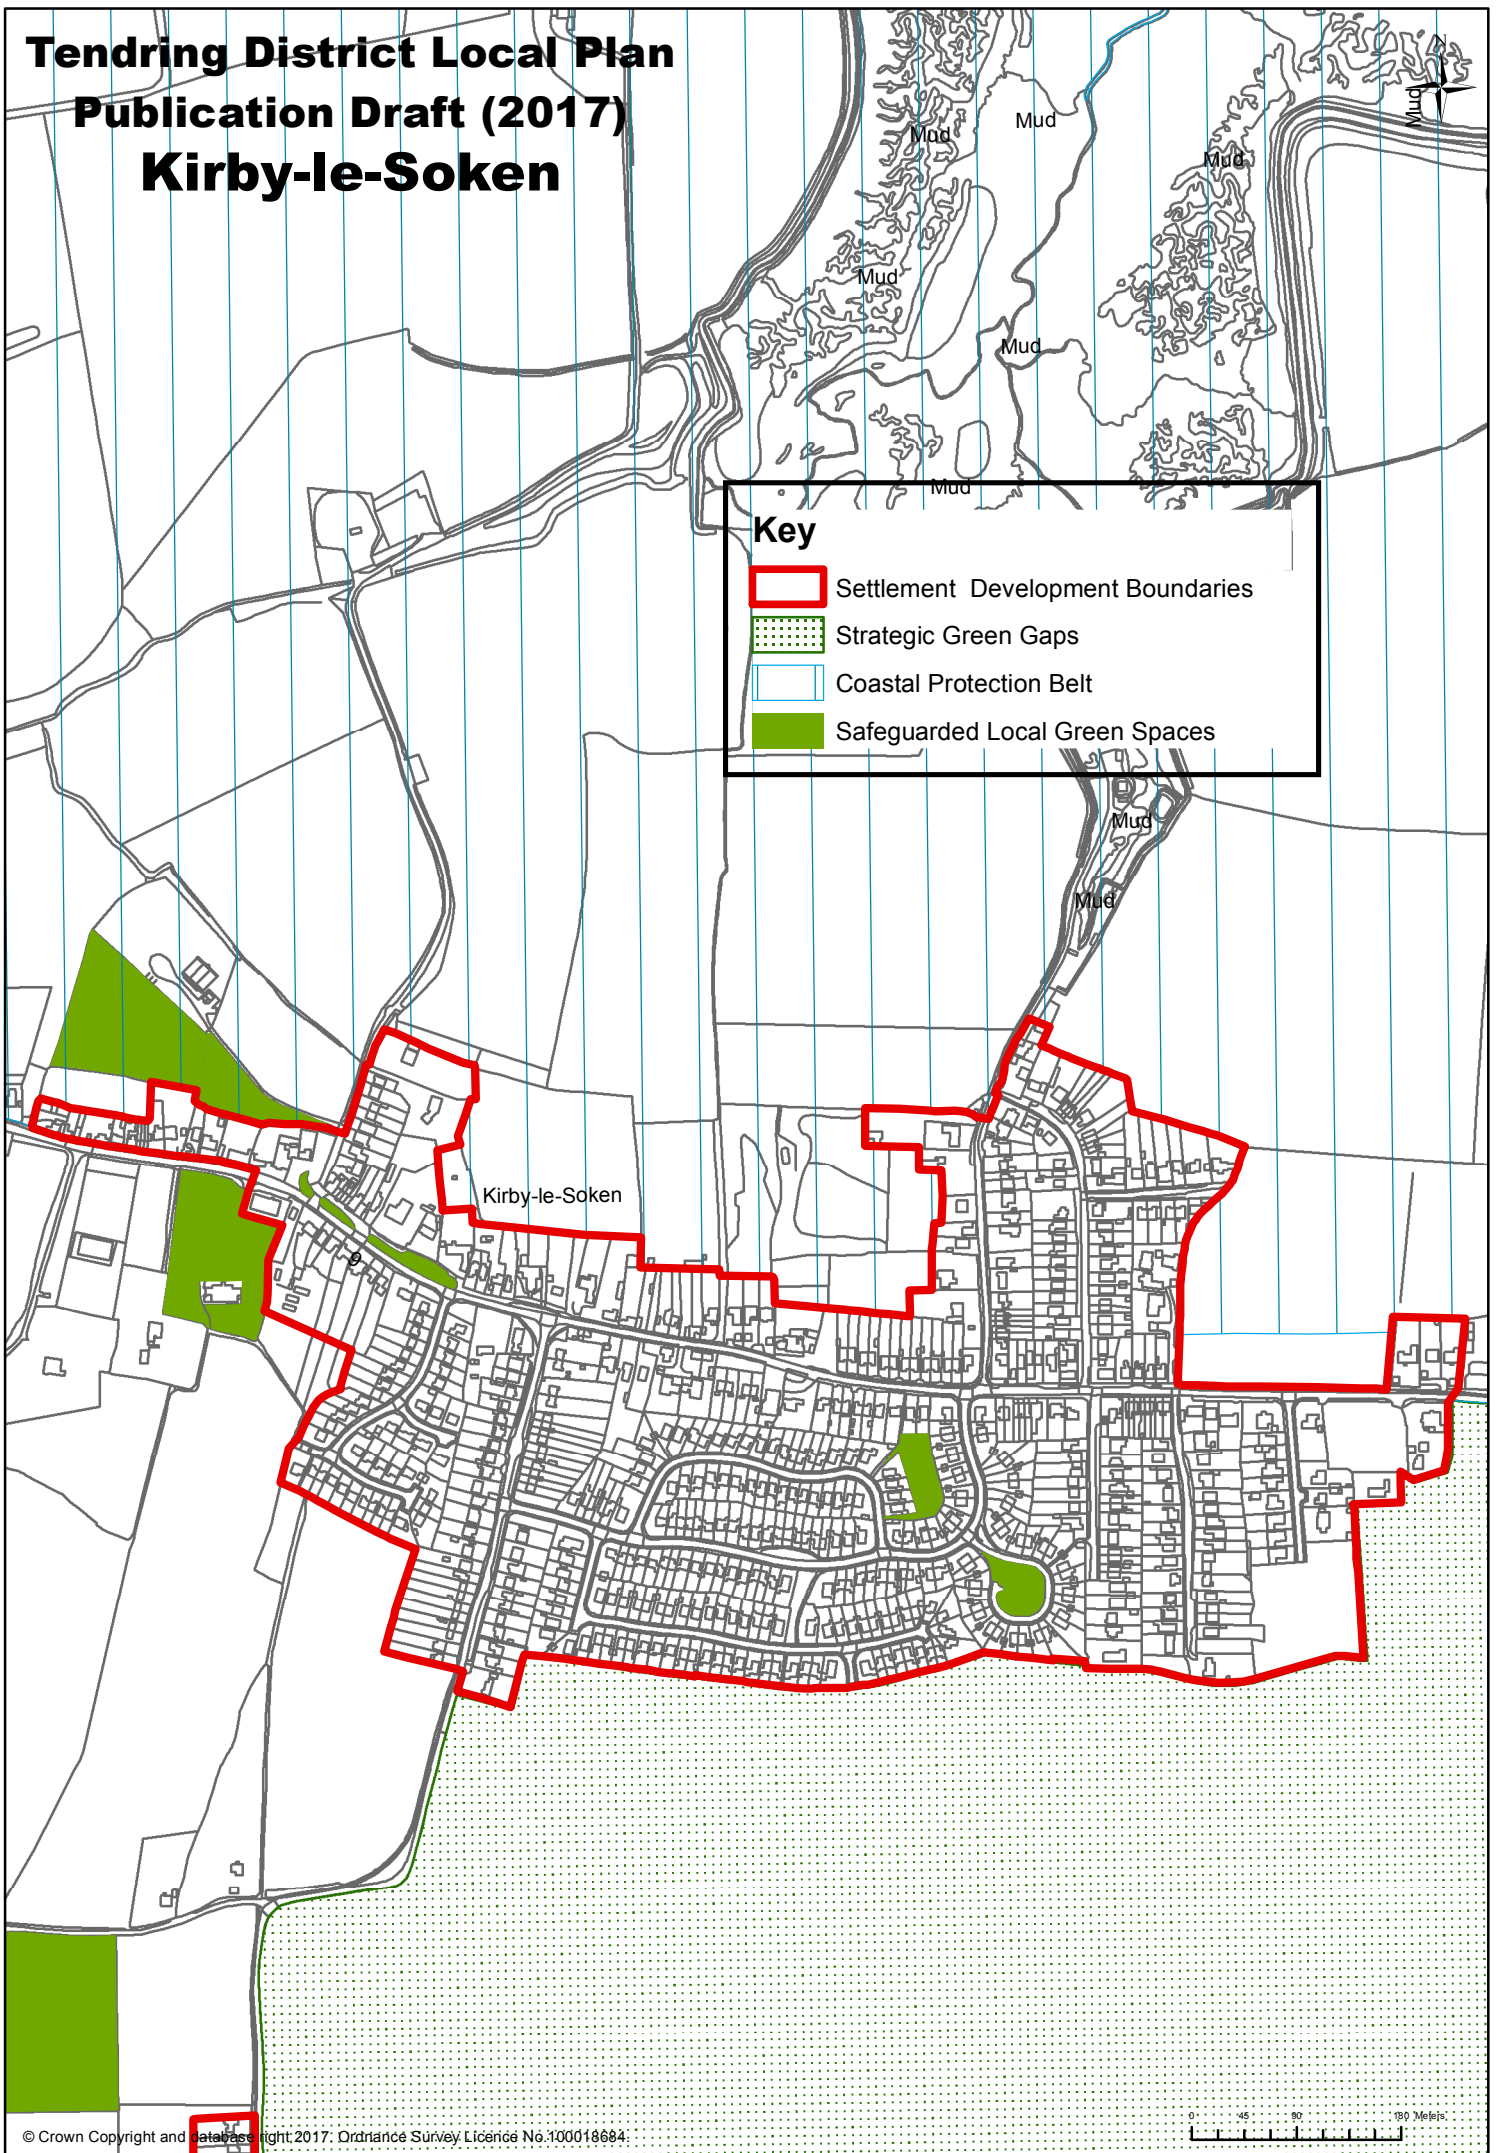 Tendring District Local Plan
Publication Draft (2017)
Kirby-le-Soken
N
Mud
Mud
Mud
Mud
Mud
Mud
Mud
Key
Settlement Development Boundaries
Strategic Green Gaps
Coastal Protection Belt
Safeguarded Local Green Spaces
Mud
Mud
Kirby-le-Soken
9
0 45 90 180 Meters
© Crown Copyright and database right 2017. Ordnance Survey Licence No.100018684.